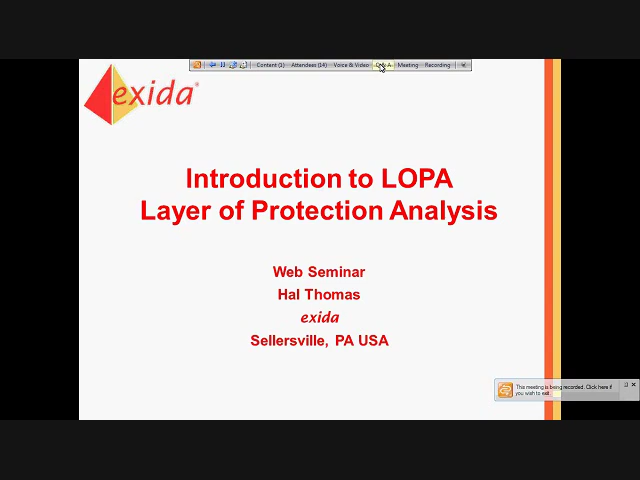 Content (1) Attendees (14) Voice & Video Q & A Meeting Recording
exida®
Introduction to LOPA
Layer of Protection Analysis
Web Seminar
Hal Thomas
exida
Sellersville, PA USA
This meeting is being recorded. Click here if
you wish to exit.